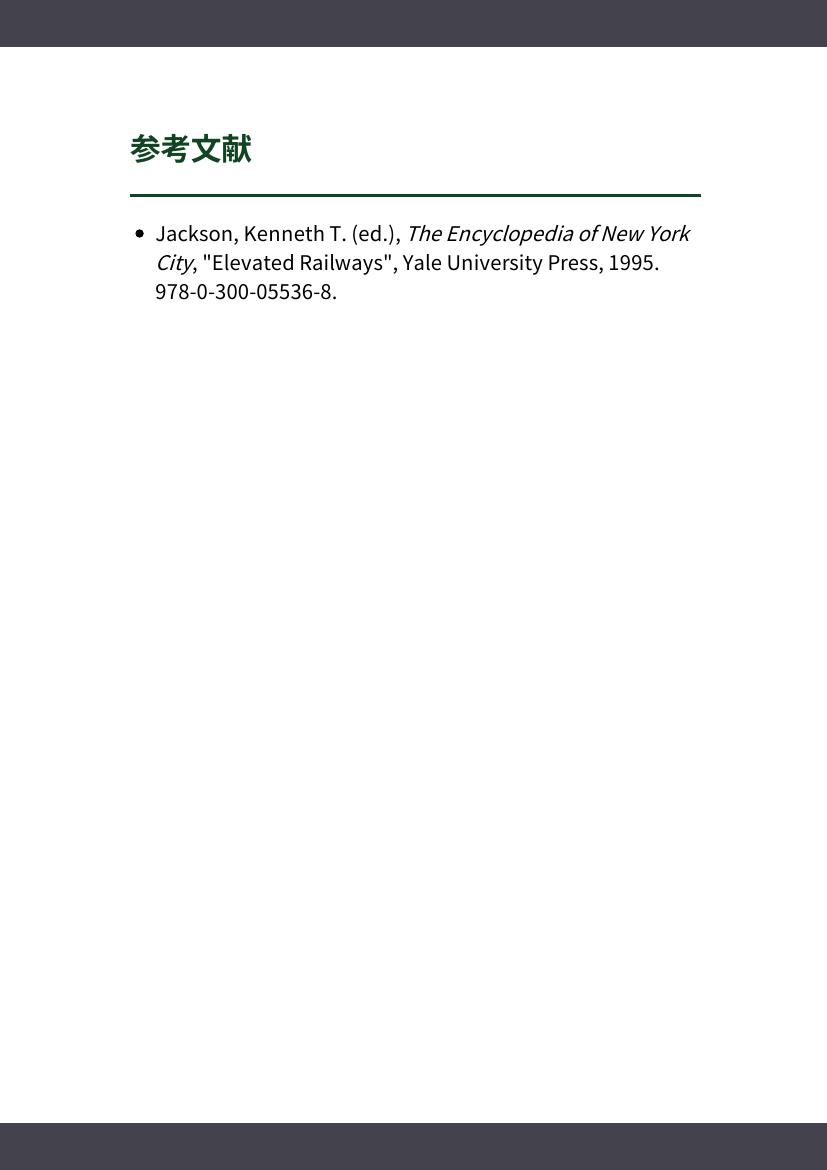 参考文献
Jackson, Kenneth T. (ed.), The Encyclopedia of New York
City, "Elevated Railways", Yale University Press, 1995.
978-0-300-05536-8.